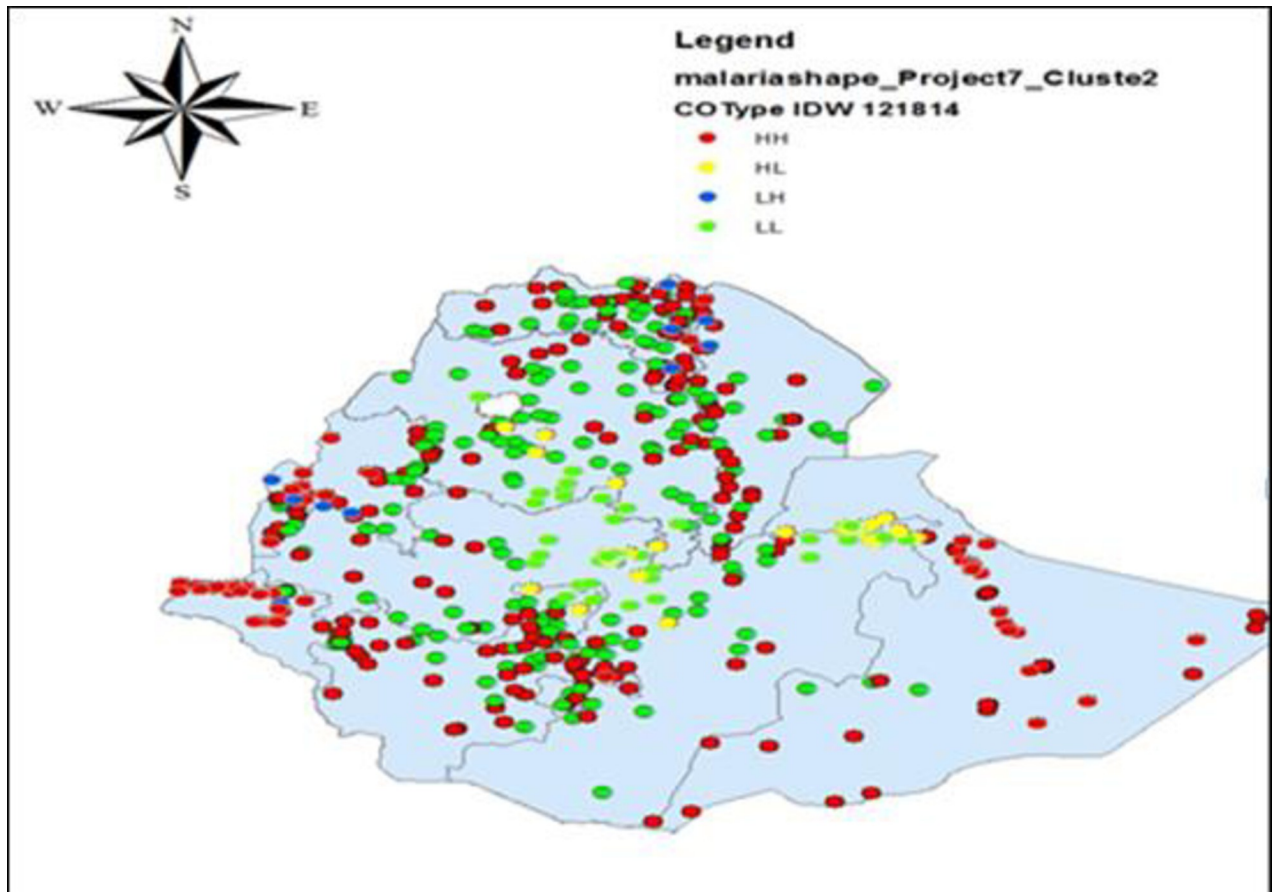 N
W
E
S
Legend
malariashape_Project7_Cluste2
COType IDW 121814
HH
HL
LH
LL